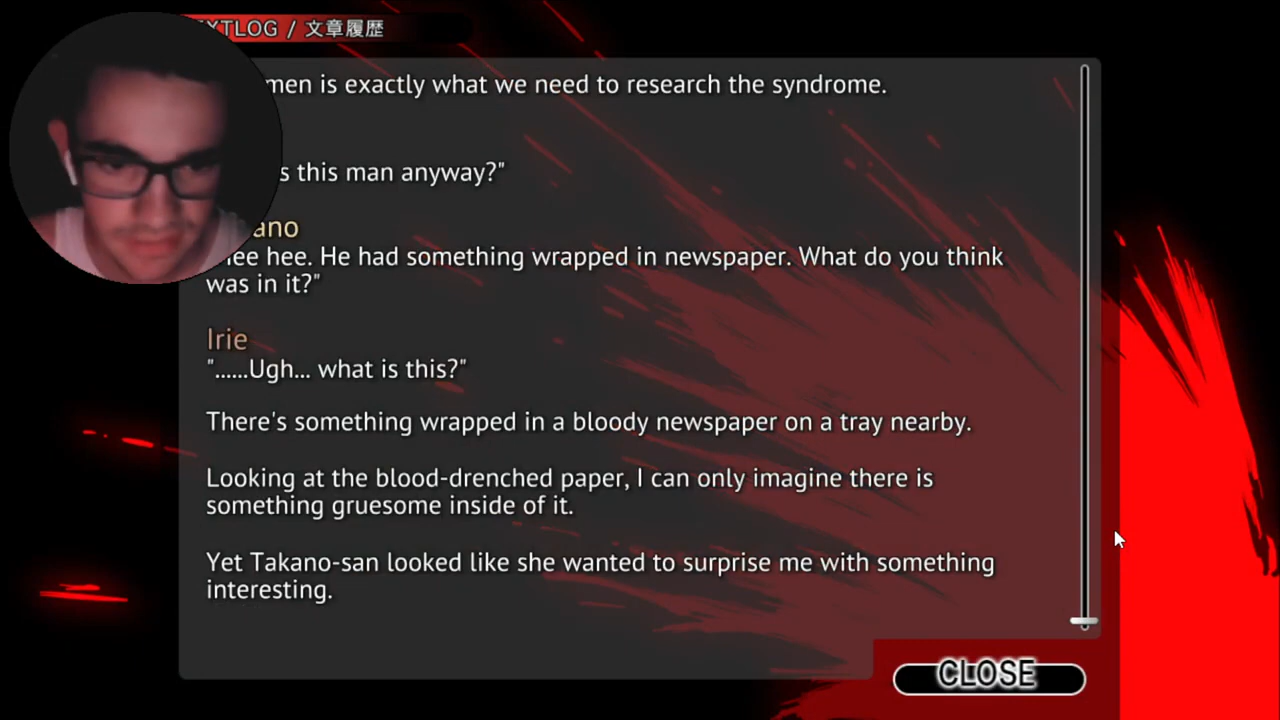 XTLOG / 文章履歴
men is exactly what we need to research the syndrome.
s this man anyway?"
ano
ee hee. He had something wrapped in newspaper. What do you think
was in it?"
Irie
"......Ugh... what is this?"
There's something wrapped in a bloody newspaper on a tray nearby.
Looking at the blood-drenched paper, I can only imagine there is
something gruesome inside of it.
Yet Takano-san looked like she wanted to surprise me with something
interesting.
CLOSE